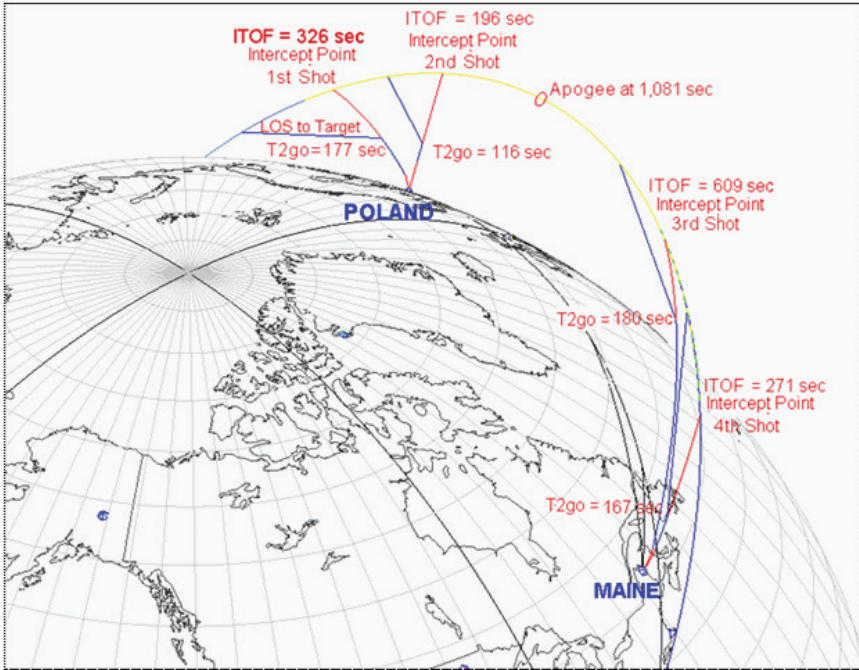 ITOF = 326 sec
Intercept Point
1st Shot
ITOF = 196 sec
Intercept Point
2nd Shot
Apogee at 1,081 sec
LOS to Target
T2go = 177 sec
T2go = 116 sec
POLAND
ITOF = 609 sec
Intercept Point
3rd Shot
T2go = 180 sec
ITOF = 271 sec
Intercept Point
4th Shot
T2go = 167 sec
MAINE